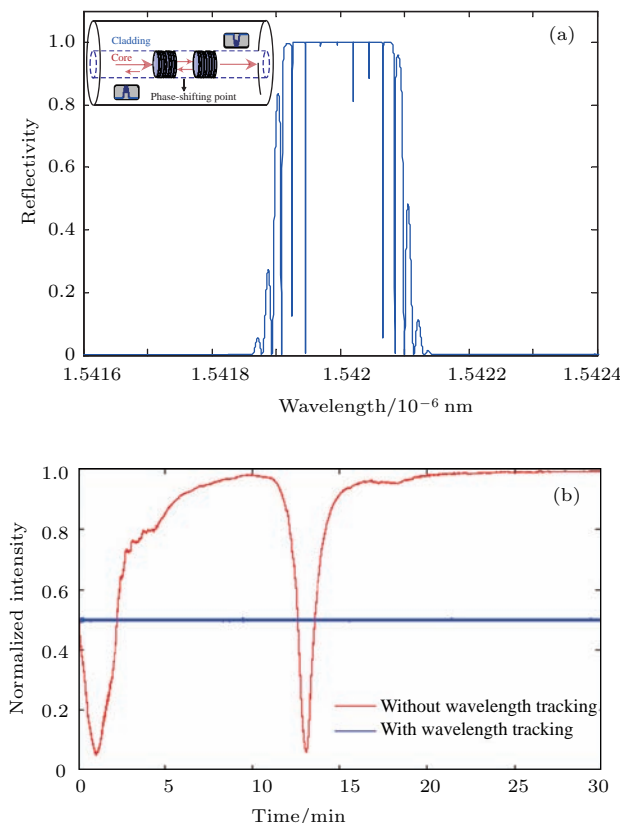 1.0
0.8
0.6
0.4
0.2
0
Reflectivity
Cladding
Core
Phase-shifting point
(a)
1.5416
1.5418
1.542
1.5422
1.5424
Wavelength/10⁻⁶ nm
1.0
0.8
0.6
0.4
0.2
0
Normalized intensity
(b)
Without wavelength tracking
With wavelength tracking
0
5
10
15
20
25
30
Time/min